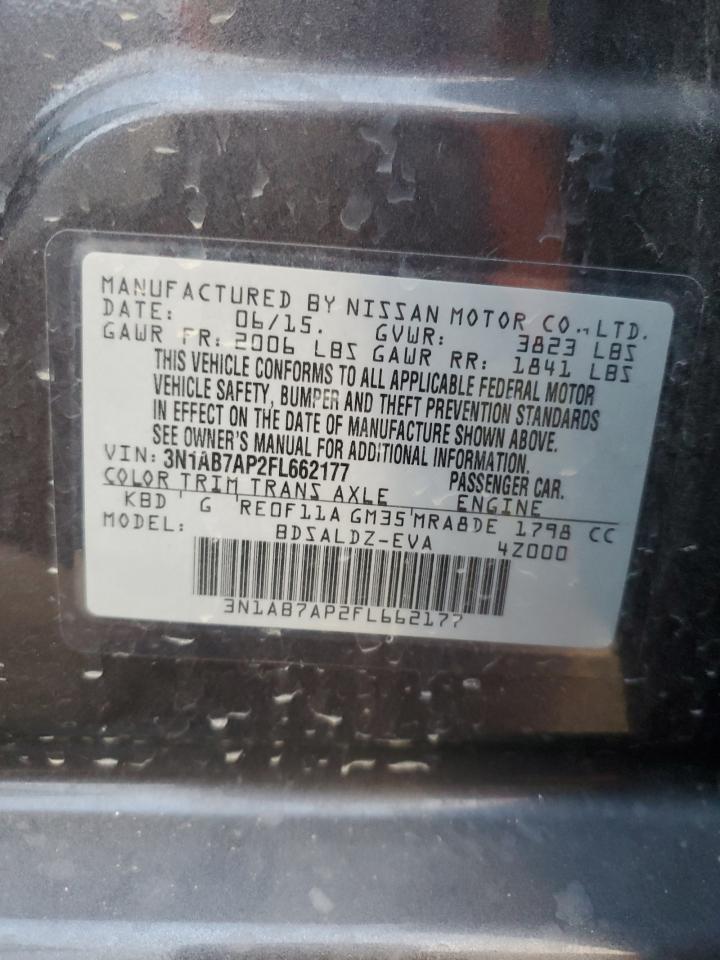 MANUFACTURED BY NISSAN MOTOR CO., LTD.
DATE: 06/15. GVWR: 3823 LBS
GAWR FR: 2006 LBS GAWR RR: 1841 LBS
THIS VEHICLE CONFORMS TO ALL APPLICABLE FEDERAL MOTOR
VEHICLE SAFETY, BUMPER AND THEFT PREVENTION STANDARDS
IN EFFECT ON THE DATE OF MANUFACTURE SHOWN ABOVE.
SEE OWNER'S MANUAL FOR ADDITIONAL INFORMATION.
VIN: 3N1AB7AP2FL662177 PASSENGER CAR.
COLOR TRIM TRANS AXLE ENGINE
KBD G RE0F11A GM35 MRA8DE 1798 CC
MODEL: BDSALDZ-EVA 4Z000
3N1AB7AP2FL662177